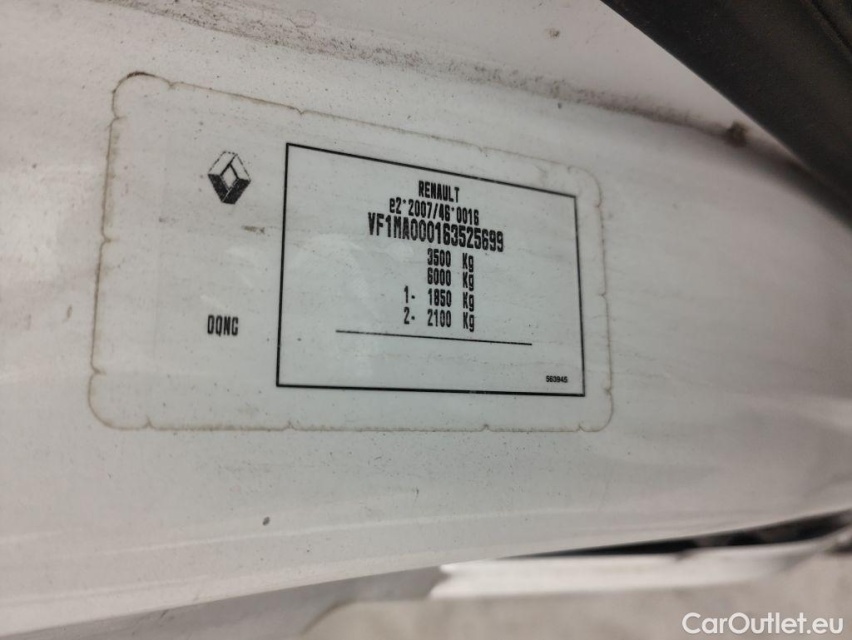 RENAULT
e2*2007/46*0016
VF1MA000163525699
3500 Kg
6000 Kg
1- 1850 Kg
2- 2100 Kg
DQNC
563945
CarOutlet.eu